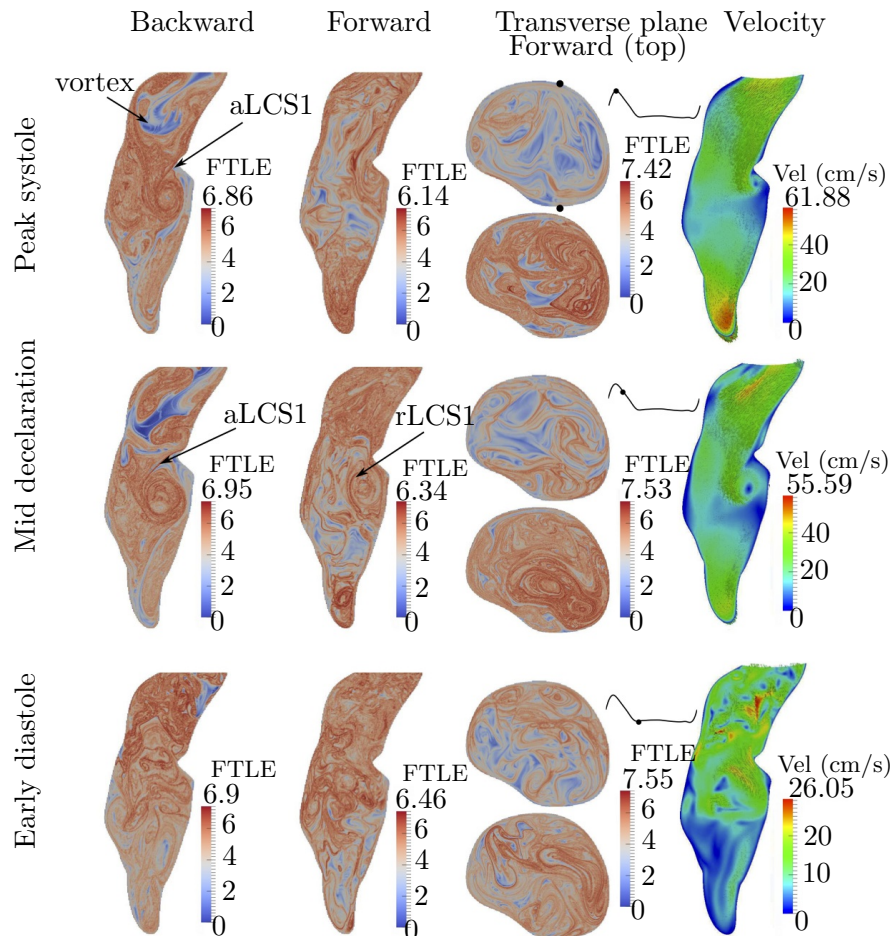 Backward
Forward
Transverse plane
Forward (top)
Velocity
Peak systole
vortex
aLCS1
FTLE
6.86
6
4
2
0
FTLE
6.14
6
4
2
0
FTLE
7.42
6
4
2
0
Vel (cm/s)
61.88
40
20
0
Mid decelaration
aLCS1
FTLE
6.95
6
4
2
0
rLCS1
FTLE
6.34
6
4
2
0
FTLE
7.53
6
4
2
0
Vel (cm/s)
55.59
40
20
0
Early diastole
FTLE
6.9
6
4
2
0
FTLE
6.46
6
4
2
0
FTLE
7.55
6
4
2
0
Vel (cm/s)
26.05
20
10
0